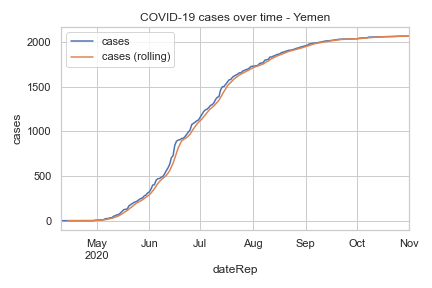 COVID-19 cases over time - Yemen
cases
cases (rolling)
2000
1500
1000
500
0
cases
May
2020
Jun
Jul
Aug
Sep
Oct
Nov
dateRep